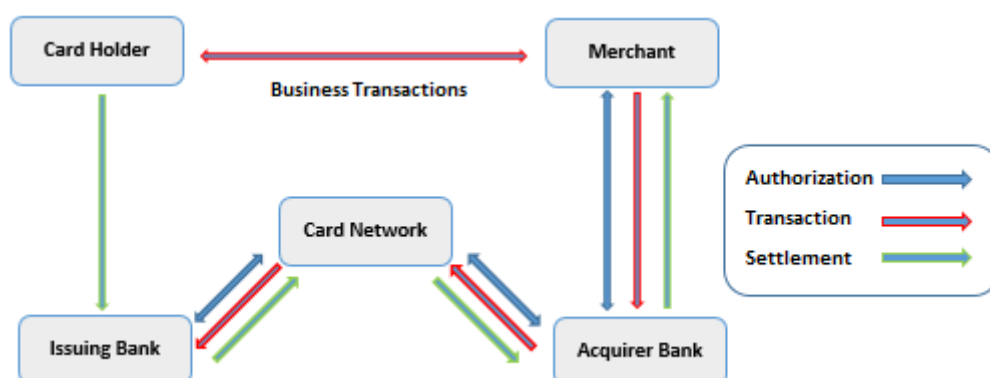 Card Holder
Merchant
Business Transactions
Authorization
Transaction
Settlement
Card Network
Issuing Bank
Acquirer Bank